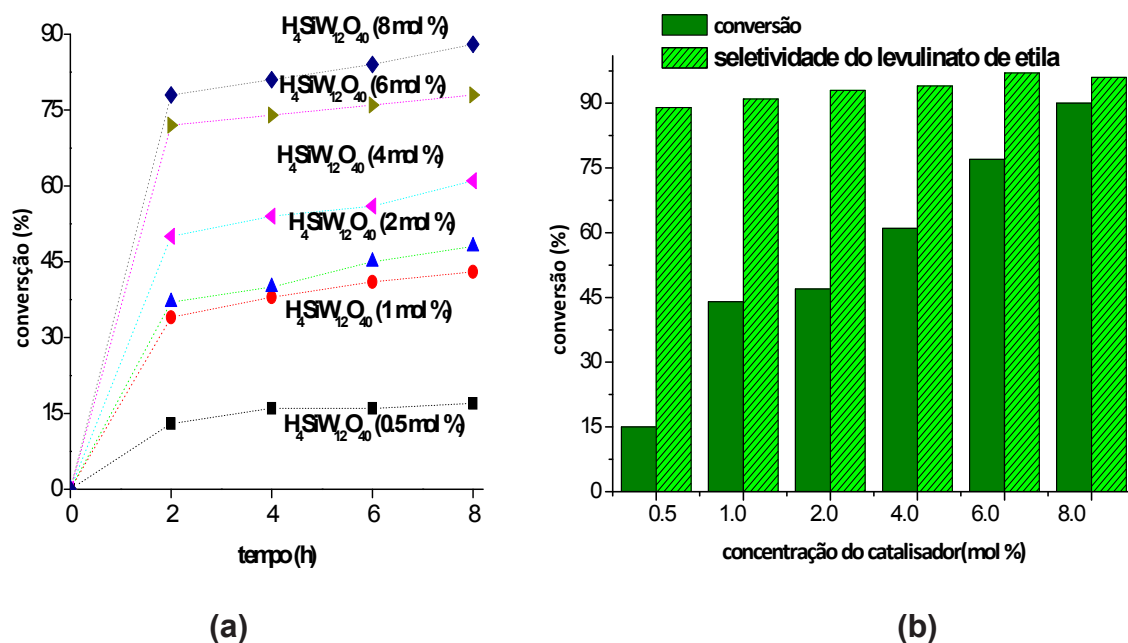 H₄SiW₁₂O₄₀ (8 mol %)
H₄SiW₁₂O₄₀ (6 mol %)
H₄SiW₁₂O₄₀ (4 mol %)
H₄SiW₁₂O₄₀ (2 mol %)
H₄SiW₁₂O₄₀ (1 mol %)
H₄SiW₁₂O₄₀ (0.5 mol %)
converşção (%)
90
75
60
45
30
15
0
0 2 4 6 8
tempo (h)
(a)
conversão
seletividade do levulinato de etila
conversão (%)
90
75
60
45
30
15
0
0.5 1.0 2.0 4.0 6.0 8.0
concentração do catalisador(mol %)
(b)